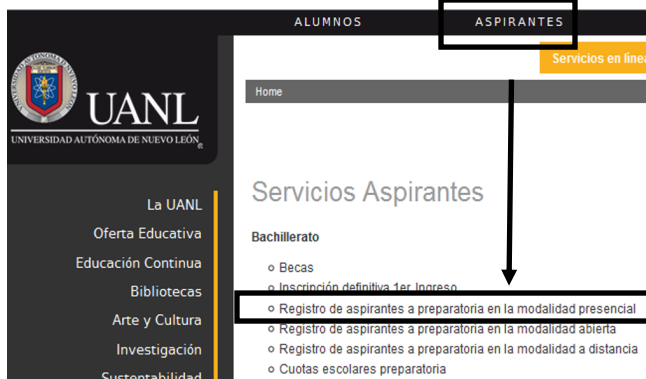 ALUMNOS
ASPIRANTES
Servicios en línea
Home
UANL
UNIVERSIDAD AUTÓNOMA DE NUEVO LEÓN
La UANL
Oferta Educativa
Educación Continua
Bibliotecas
Arte y Cultura
Investigación
Sustentabilidad
Servicios Aspirantes
Bachillerato
Becas
Inscripción definitiva 1er Ingreso
Registro de aspirantes a preparatoria en la modalidad presencial
Registro de aspirantes a preparatoria en la modalidad abierta
Registro de aspirantes a preparatoria en la modalidad a distancia
Cuotas escolares preparatoria